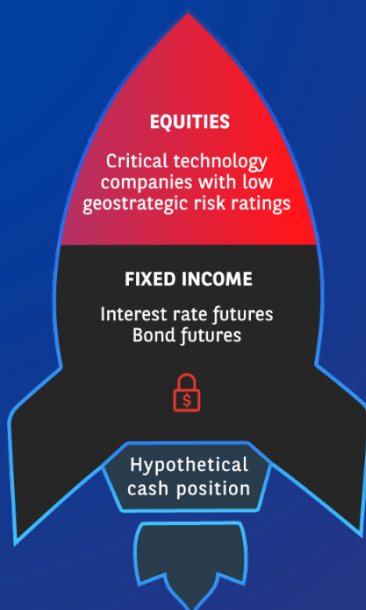 EQUITIES
Critical technology
companies with low
geostrategic risk ratings
FIXED INCOME
Interest rate futures
Bond futures
$
Hypothetical
cash position